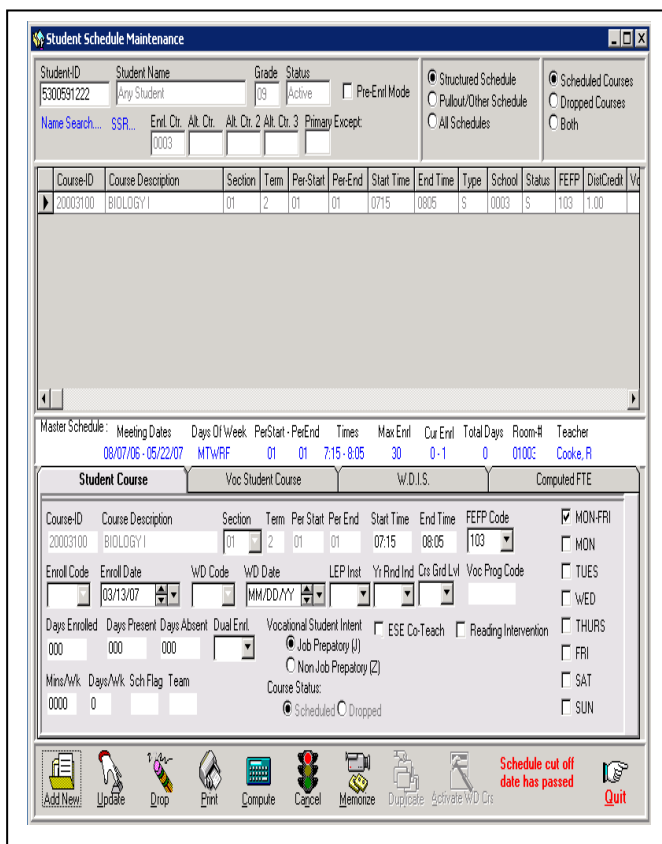 Student Schedule Maintenance
Student-ID Student Name Grade Status
5300591222 Any Student 09 Active Pre-Enrl Mode
Structured Schedule
Pullout/Other Schedule
All Schedules
Scheduled Courses
Dropped Courses
Both
Name Search.... SSR... Enrl. Ctr. Alt. Ctr. Alt. Ctr. 2 Alt. Ctr. 3 Primary Except:
0003
Course-ID Course Description Section Term Per-Start Per-End Start Time End Time Type School Status FEFP DistCredit Vo
20003100 BIOLOGY I 01 2 01 01 0715 0805 S 0003 S 103 1.00
Master Schedule : Meeting Dates Days Of Week PerStart - PerEnd Times Max Enrl Cur Enrl Total Days Room-# Teacher
08/07/06 - 05/22/07 MTWRF 01 01 7:15 - 8:05 30 0 - 1 0 01003 Cooke, R
Student Course Voc Student Course W.D.I.S. Computed FTE
Course-ID Course Description Section Term Per Start Per End Start Time End Time FEFP Code
20003100 BIOLOGY I 01 2 01 01 07:15 08:05 103
Enroll Code Enroll Date WD Code WD Date LEP Inst Yr Rnd Ind Crs Grd Lvl Voc Prog Code
03/13/07 MM/DD/YY
Days Enrolled Days Present Days Absent Dual Enrl. Vocational Student Intent ESE Co-Teach Reading Intervention
000 000 000 Job Prepatory (J)
Non Job Prepatory (Z)
Mins/Wk Days/Wk Sch Flag Team Course Status:
0000 0 Scheduled Dropped
MON-FRI
MON
TUES
WED
THURS
FRI
SAT
SUN
Add New Update Drop Print Compute Cancel Memorize Duplicate Activate WD Crs
Schedule cut off
date has passed
Quit